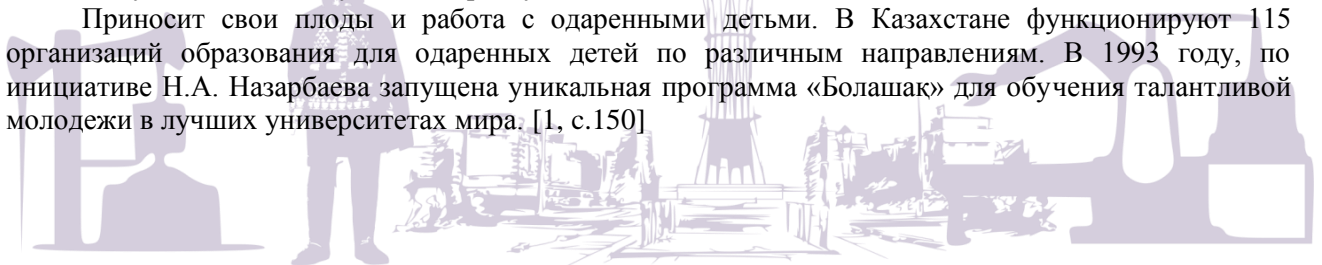 Приносит свои плоды и работа с одаренными детьми. В Казахстане функционируют 115
организаций образования для одаренных детей по различным направлениям. В 1993 году, по
инициативе Н.А. Назарбаева запущена уникальная программа «Болашақ» для обучения талантливой
молодежи в лучших университетах мира. [1, с.150]